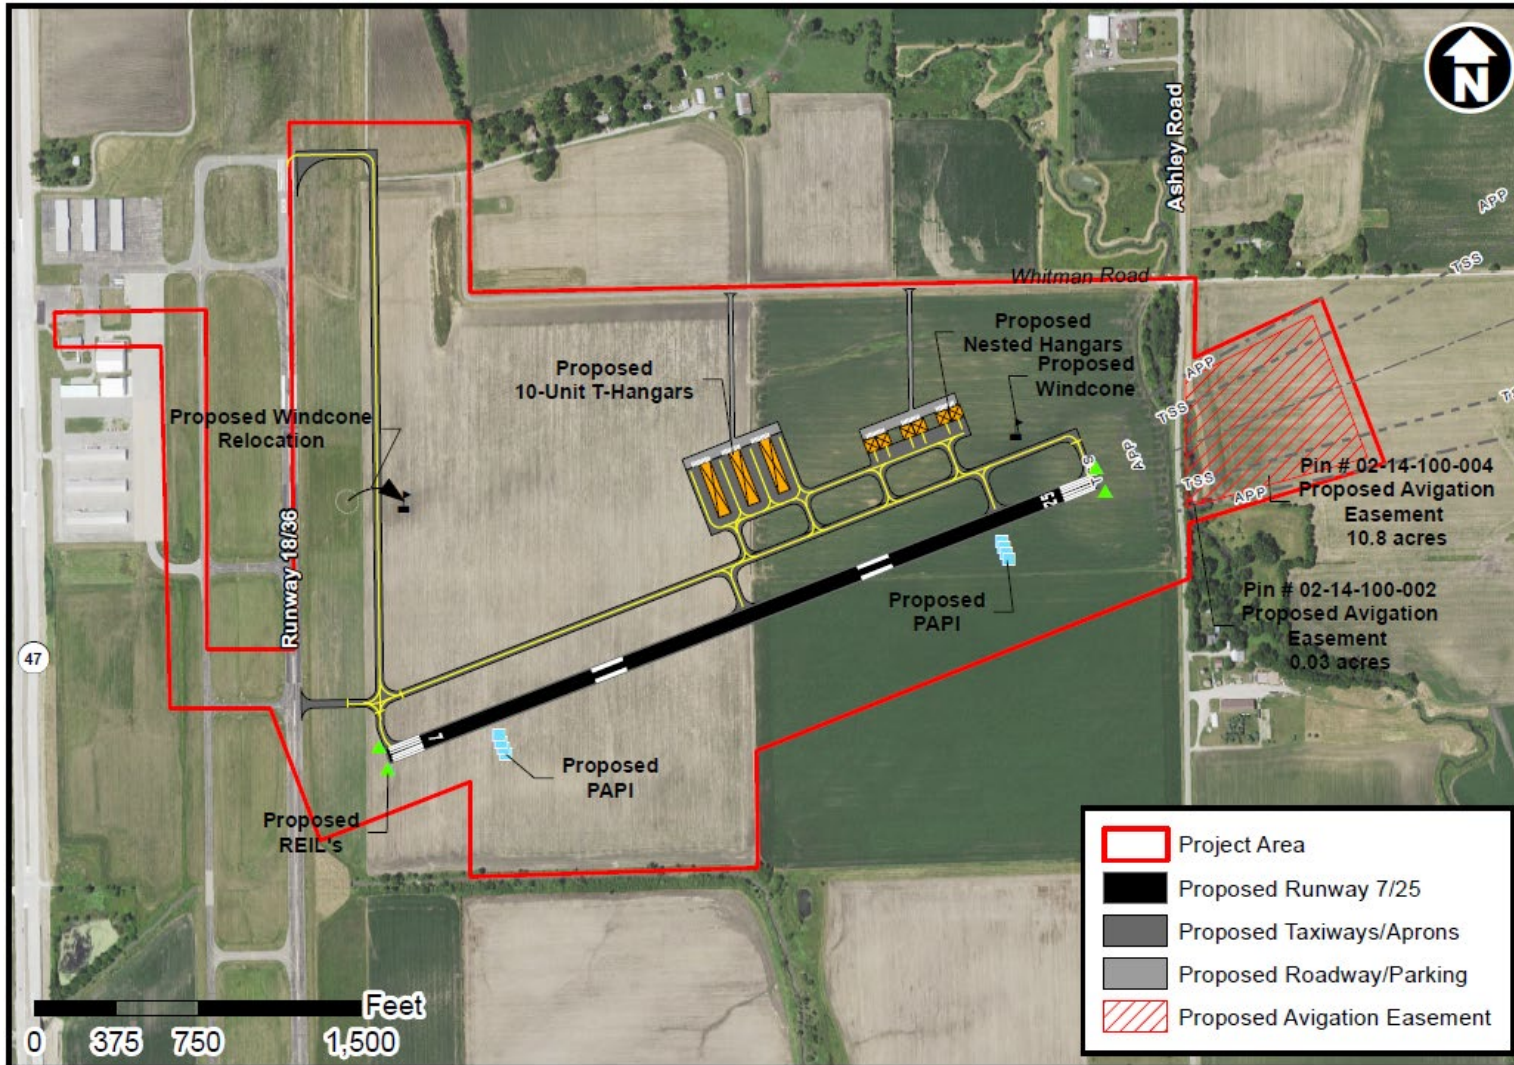 N
Ashley Road
APP
TSS
Whitman Road
Proposed
Nested Hangars
Proposed
Windcone
Proposed
10-Unit T-Hangars
APP
TSS
Proposed Windcone
Relocation
APP
TSS
APP
Pin # 02-14-100-004
Proposed Avigation
Easement
10.8 acres
25
Runway 18/36
Proposed
PAPI
Pin # 02-14-100-002
Proposed Avigation
Easement
0.03 acres
47
7
Proposed
PAPI
Proposed
REIL's
Project Area
Proposed Runway 7/25
Proposed Taxiways/Aprons
Proposed Roadway/Parking
Proposed Avigation Easement
Feet
0 375 750 1,500